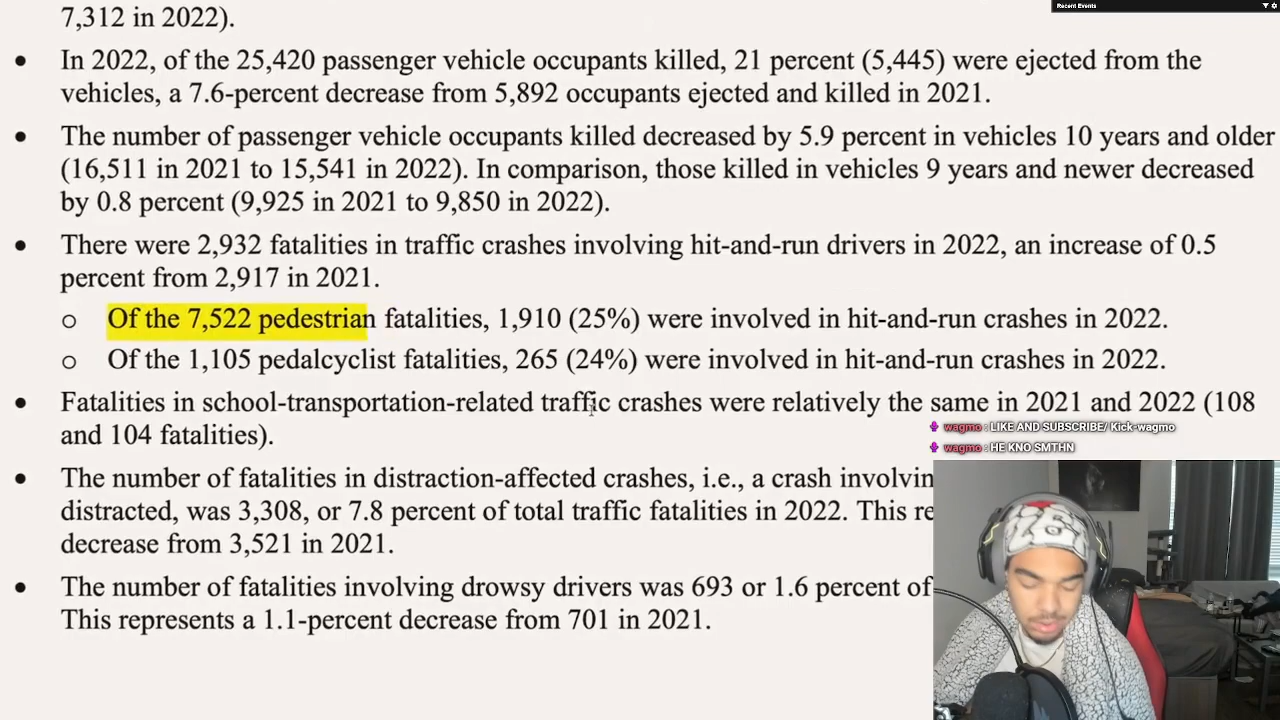 Recent Events
7,312 in 2022).
• In 2022, of the 25,420 passenger vehicle occupants killed, 21 percent (5,445) were ejected from the
vehicles, a 7.6-percent decrease from 5,892 occupants ejected and killed in 2021.
• The number of passenger vehicle occupants killed decreased by 5.9 percent in vehicles 10 years and older
(16,511 in 2021 to 15,541 in 2022). In comparison, those killed in vehicles 9 years and newer decreased
by 0.8 percent (9,925 in 2021 to 9,850 in 2022).
• There were 2,932 fatalities in traffic crashes involving hit-and-run drivers in 2022, an increase of 0.5
percent from 2,917 in 2021.
o Of the 7,522 pedestrian fatalities, 1,910 (25%) were involved in hit-and-run crashes in 2022.
o Of the 1,105 pedalcyclist fatalities, 265 (24%) were involved in hit-and-run crashes in 2022.
• Fatalities in school-transportation-related traffic crashes were relatively the same in 2021 and 2022 (108
and 104 fatalities).
wagmo : LIKE AND SUBSCRIBE/ Kick-wagmo
wagmo : HE KNO SMTHN
• The number of fatalities in distraction-affected crashes, i.e., a crash involvin
distracted, was 3,308, or 7.8 percent of total traffic fatalities in 2022. This re
decrease from 3,521 in 2021.
• The number of fatalities involving drowsy drivers was 693 or 1.6 percent of
This represents a 1.1-percent decrease from 701 in 2021.